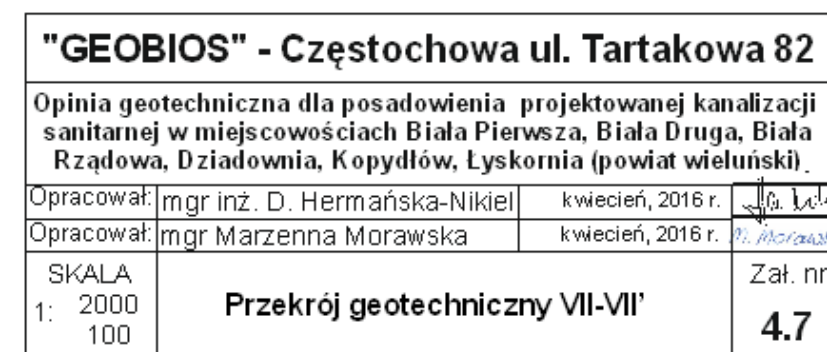 "GEOBIOS" - Częstochowa ul. Tartakowa 82
Opinia geotechniczna dla posadowienia projektowanej kanalizacji
sanitarnej w miejscowościach Biała Pierwsza, Biała Druga, Biała
Rządowa, Dziadownia, Kopydłów, Łyskornia (powiat wieluński).
Opracował: mgr inż. D. Hermańska-Nikiel kwiecień, 2016 r.
Opracował: mgr Marzenna Morawska kwiecień, 2016 r. M. Morawsk
SKALA
1: 2000
100
Przekrój geotechniczny VII-VII’
Zał. nr
4.7